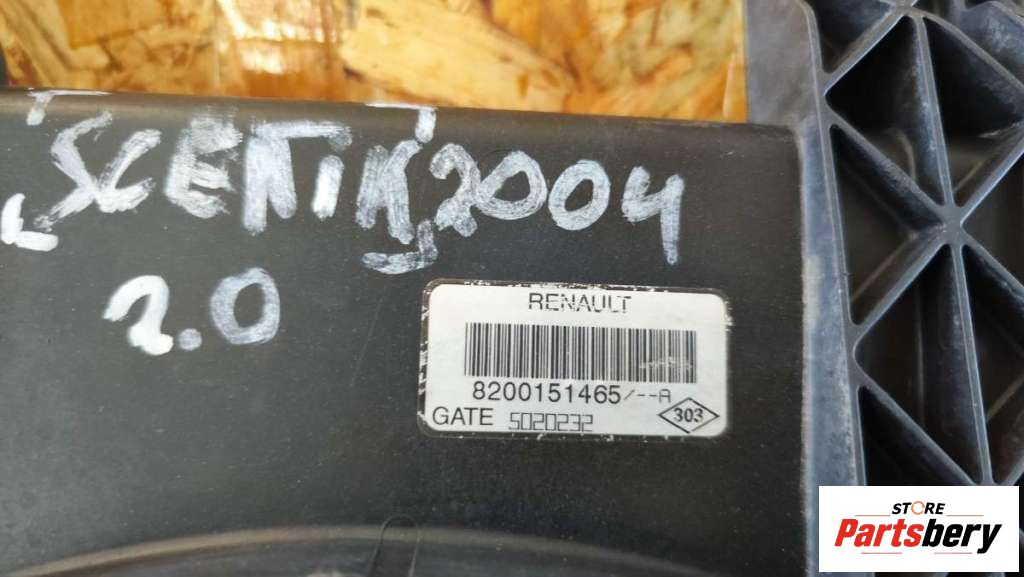 SCENIK 2004
2.0
RENAULT
8200151465/--A
GATE 5020232
303
STORE
Partsbery